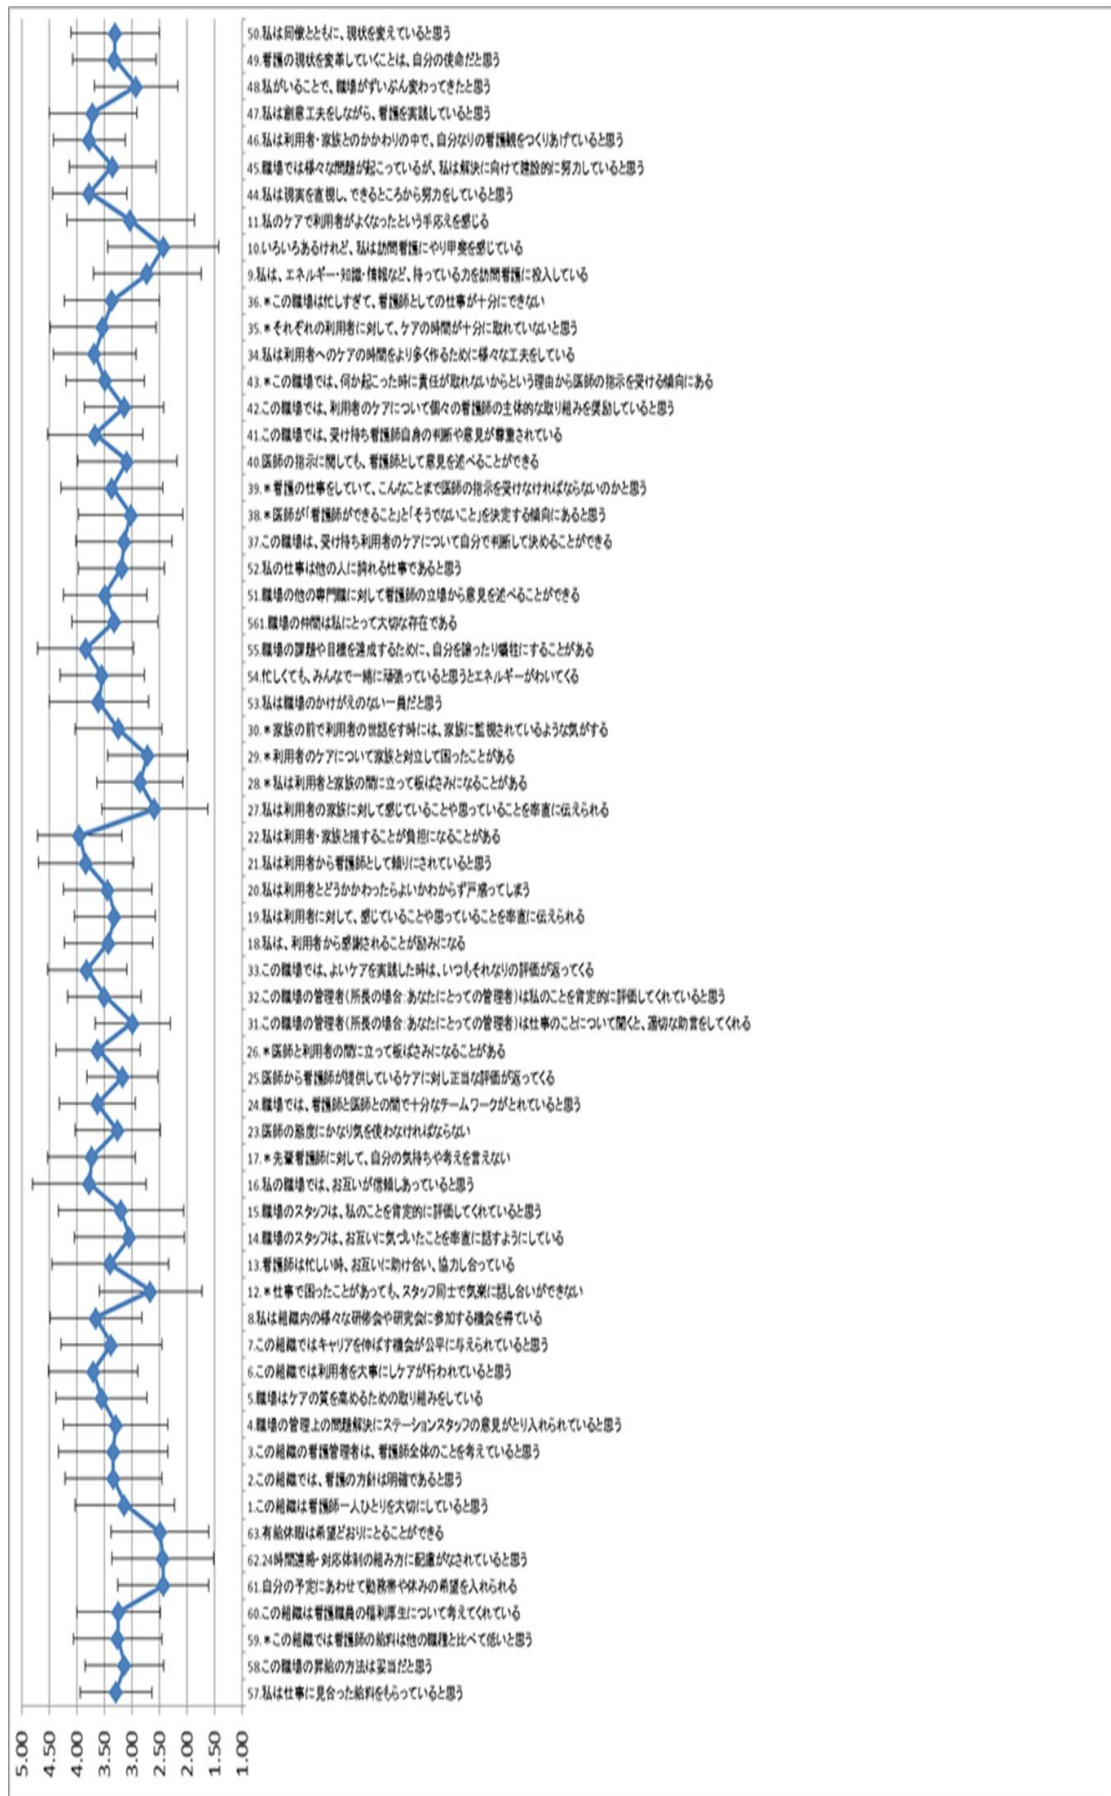 50.私は同僚とともに、現状を変えていると思う
49.看護の現状を変革していくことは、自分の使命だと思う
48.私がいることで、職場がずいぶん変わってきたと思う
47.私は創意工夫をしながら、看護を実践していると思う
46.私は利用者・家族とのかかわりの中で、自分なりの看護観をつくりあげていると思う
45.職場では様々な問題が起こっているが、私は解決に向けて建設的に努力していると思う
44.私は現実を直視し、できるところから努力をしていると思う
11.私のケアで利用者がよくなったという手応えを感じる
10.いろいろあるけれど、私は訪問看護にやり甲斐を感じている
9.私は、エネルギー・知識・情報など、持っている力を訪問看護に投入している
36.＊この職場は忙しすぎて、看護師としての仕事が十分にできない
35.＊それぞれの利用者に対して、ケアの時間が十分に取れていないと思う
34.私は利用者へのケアの時間をより多く作るために様々な工夫をしている
43.＊この職場では、何か起こった時に責任が取れないからという理由から医師の指示を受ける傾向にある
42.この職場では、利用者のケアについて個々の看護師の主体的な取り組みを奨励していると思う
41.この職場では、受け持ち看護師自身の判断や意見が尊重されている
40.医師の指示に関しても、看護師として意見を述べることができる
39.＊看護の仕事をしていて、こんなことまで医師の指示を受けなければならないのかと思う
38.＊医師が「看護師ができること」と「そうでないこと」を決定する傾向にあると思う
37.この職場は、受け持ち利用者のケアについて自分で判断して決めることができる
52.私の仕事は他の人に誇れる仕事であると思う
51.職場の他の専門職に対して看護師の立場から意見を述べることができる
561.職場の仲間は私にとって大切な存在である
55.職場の課題や目標を達成するために、自分を譲ったり犠牲にすることがある
54.忙しくても、みんなで一緒に頑張っていると思うとエネルギーがわいてくる
53.私は職場のかけがえのない一員だと思う
30.＊家族の前で利用者の世話をす時には、家族に監視されているような気がする
29.＊利用者のケアについて家族と対立して困ったことがある
28.＊私は利用者と家族の間に立って板ばさみになることがある
27.私は利用者の家族に対して感じていることや思っていることを率直に伝えられる
22.私は利用者・家族と接することが負担になることがある
21.私は利用者から看護師として頼りにされていると思う
20.私は利用者とどうかかわったらよいかわからず戸惑ってしまう
19.私は利用者に対して、感じていることや思っていることを率直に伝えられる
18.私は、利用者から感謝されることが励みになる
33.この職場では、よいケアを実践した時は、いつもそれなりの評価が返ってくる
32.この職場の管理者（所長の場合:あなたにとっての管理者）は私のことを肯定的に評価してくれていると思う
31.この職場の管理者（所長の場合:あなたにとっての管理者）は仕事のことについて聞くと、適切な助言をしてくれる
26.＊医師と利用者の間に立って板ばさみになることがある
25.医師から看護師が提供しているケアに対し正当な評価が返ってくる
24.職場では、看護師と医師との間で十分なチームワークがとれていると思う
23.医師の態度にかなり気を使わなければならない
17.＊先輩看護師に対して、自分の気持ちや考えを言えない
16.私の職場では、お互いが信頼しあっていると思う
15.職場のスタッフは、私のことを肯定的に評価してくれていると思う
14.職場のスタッフは、お互いに気づいたことを率直に話すようにしている
13.看護師は忙しい時、お互いに助け合い、協力し合っている
12.＊仕事で困ったことがあっても、スタッフ同士で気楽に話し合いができない
8.私は組織内の様々な研修会や研究会に参加する機会を得ている
7.この組織ではキャリアを伸ばす機会が公平に与えられていると思う
6.この組織では利用者を大事にしケアが行われていると思う
5.職場はケアの質を高めるための取り組みをしている
4.職場の管理上の問題解決にステーションスタッフの意見がとり入れられていると思う
3.この組織の看護管理者は、看護師全体のことを考えていると思う
2.この組織では、看護の方針は明確であると思う
1.この組織は看護師一人ひとりを大切にしていると思う
63.有給休暇は希望どおりにとることができる
62.24時間連絡・対応体制の組み方に配慮がなされていると思う
61.自分の予定にあわせて勤務帯や休みの希望を入れられる
60.この組織は看護職員の福利厚生について考えてくれている
59.＊この組織では看護師の給料は他の職種と比べて低いと思う
58.この職場の昇給の方法は妥当だと思う
57.私は仕事に見合った給料をもらっていると思う
5.00
4.50
4.00
3.50
3.00
2.50
2.00
1.50
1.00